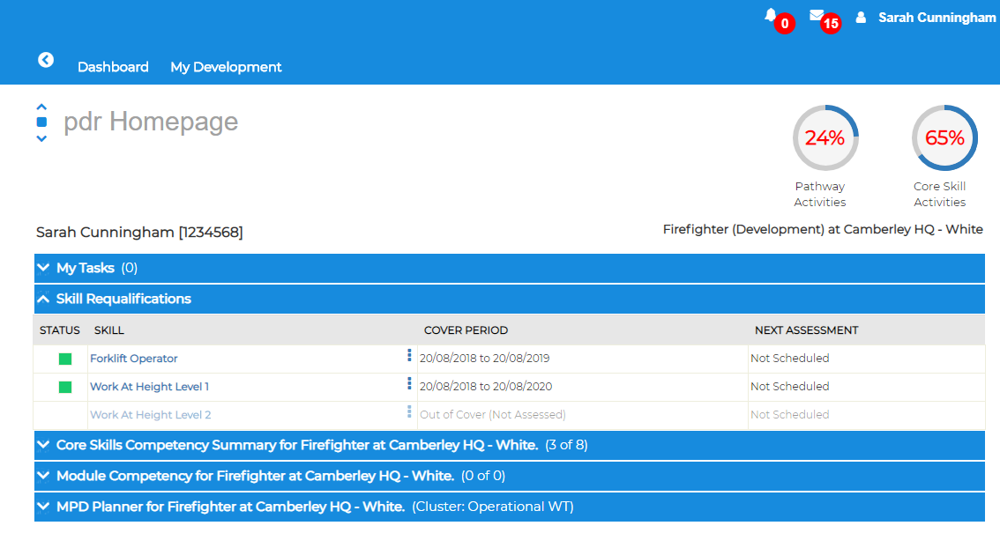 0 15 Sarah Cunningham
Dashboard My Development
pdr Homepage
24% 65%
Pathway Activities
Core Skill Activities
Sarah Cunningham [1234568]
Firefighter (Development) at Camberley HQ - White
My Tasks (0)
Skill Requalifications
STATUS SKILL COVER PERIOD NEXT ASSESSMENT
Forklift Operator 20/08/2018 to 20/08/2019 Not Scheduled
Work At Height Level 1 20/08/2018 to 20/08/2020 Not Scheduled
Work At Height Level 2 Out of Cover (Not Assessed) Not Scheduled
Core Skills Competency Summary for Firefighter at Camberley HQ - White. (3 of 8)
Module Competency for Firefighter at Camberley HQ - White. (0 of 0)
MPD Planner for Firefighter at Camberley HQ - White. (Cluster: Operational WT)